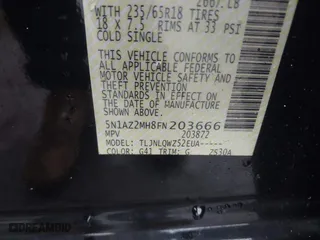 2667 LB
WITH 235/65R18 TIRES
18 X 7.5 RIMS AT 33 PSI
COLD SINGLE
THIS VEHICLE CONFORMS TO ALL
APPLICABLE FEDERAL
MOTOR VEHICLE SAFETY AND
THEFT PREVENTION STANDARDS
IN EFFECT ON THE DATE OF
MANUFACTURE SHOWN ABOVE.
5N1AZ2MH8FN203666
MPV 203872
MODEL: TLJNLQWZ52EUA-----
COLOR: G41 TRIM: G